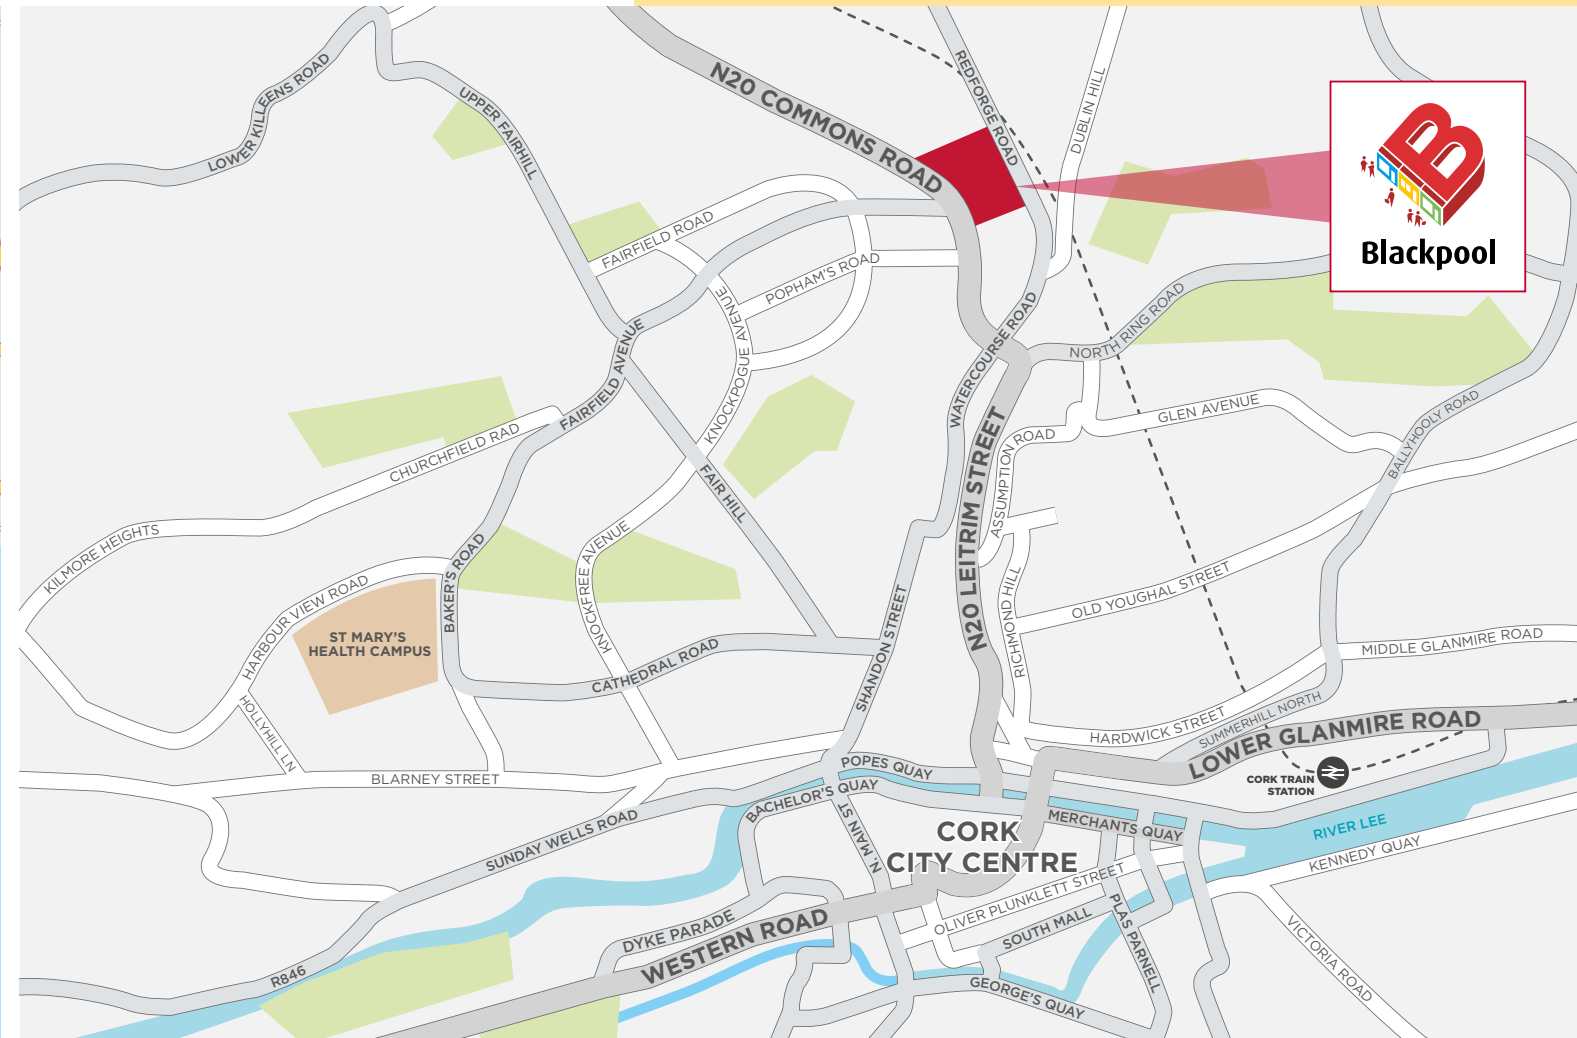 N20 COMMONS ROAD
REDFORGE ROAD
DUBLIN HILL
LOWER KILLEENS ROAD
UPPER FAIRHILL
Blackpool
FAIRFIELD ROAD
POPHAM'S ROAD
KNOCKPOGUE AVENUE
FAIRFIELD AVENUE
WATERCOURSE ROAD
NORTH RING ROAD
GLEN AVENUE
BALLYHOOLY ROAD
CHURCHFIELD RAD
FAIR HILL
N20 LEITRIM STREET
ASSUMPTION ROAD
KILMORE HEIGHTS
HARBOUR VIEW ROAD
BAKER'S ROAD
KNOCKFREE AVENUE
ST MARY'S
HEALTH CAMPUS
SHANDON STREET
RICHMOND HILL
OLD YOUGHAL STREET
MIDDLE GLANMIRE ROAD
CATHEDRAL ROAD
HOLLYHILL LN
HARDWICK STREET
SUMMERHILL NORTH
LOWER GLANMIRE ROAD
BLARNEY STREET
POPES QUAY
CORK TRAIN
STATION
BACHELOR'S QUAY
SUNDAY WELLS ROAD
N. MAIN ST
MERCHANTS QUAY
RIVER LEE
KENNEDY QUAY
CORK
CITY CENTRE
OLIVER PLUNKLETT STREET
DYKE PARADE
WESTERN ROAD
SOUTH MALL
PLAS PARNELL
VICTORIA ROAD
R846
GEORGE'S QUAY